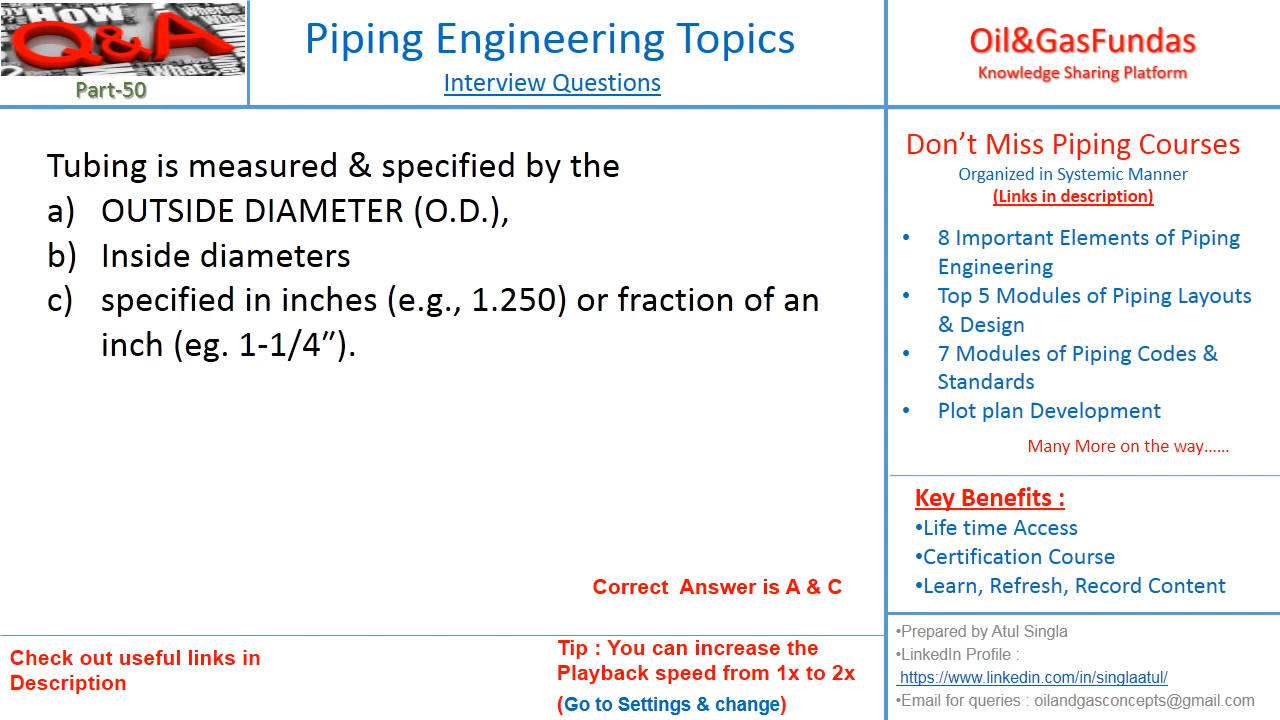 How
What
Q&A
What
Part-50
Piping Engineering Topics
Interview Questions
Oil&GasFundas
Knowledge Sharing Platform
Tubing is measured & specified by the
a) OUTSIDE DIAMETER (O.D.),
b) Inside diameters
c) specified in inches (e.g., 1.250) or fraction of an
inch (eg. 1-1/4”).
Correct Answer is A & C
Check out useful links in
Description
Tip : You can increase the
Playback speed from 1x to 2x
(Go to Settings & change)
Don’t Miss Piping Courses
Organized in Systemic Manner
(Links in description)
• 8 Important Elements of Piping
Engineering
• Top 5 Modules of Piping Layouts
& Design
• 7 Modules of Piping Codes &
Standards
• Plot plan Development
Many More on the way……
Key Benefits :
•Life time Access
•Certification Course
•Learn, Refresh, Record Content
•Prepared by Atul Singla
•LinkedIn Profile :
https://www.linkedin.com/in/singlaatul/
•Email for queries : oilandgasconcepts@gmail.com